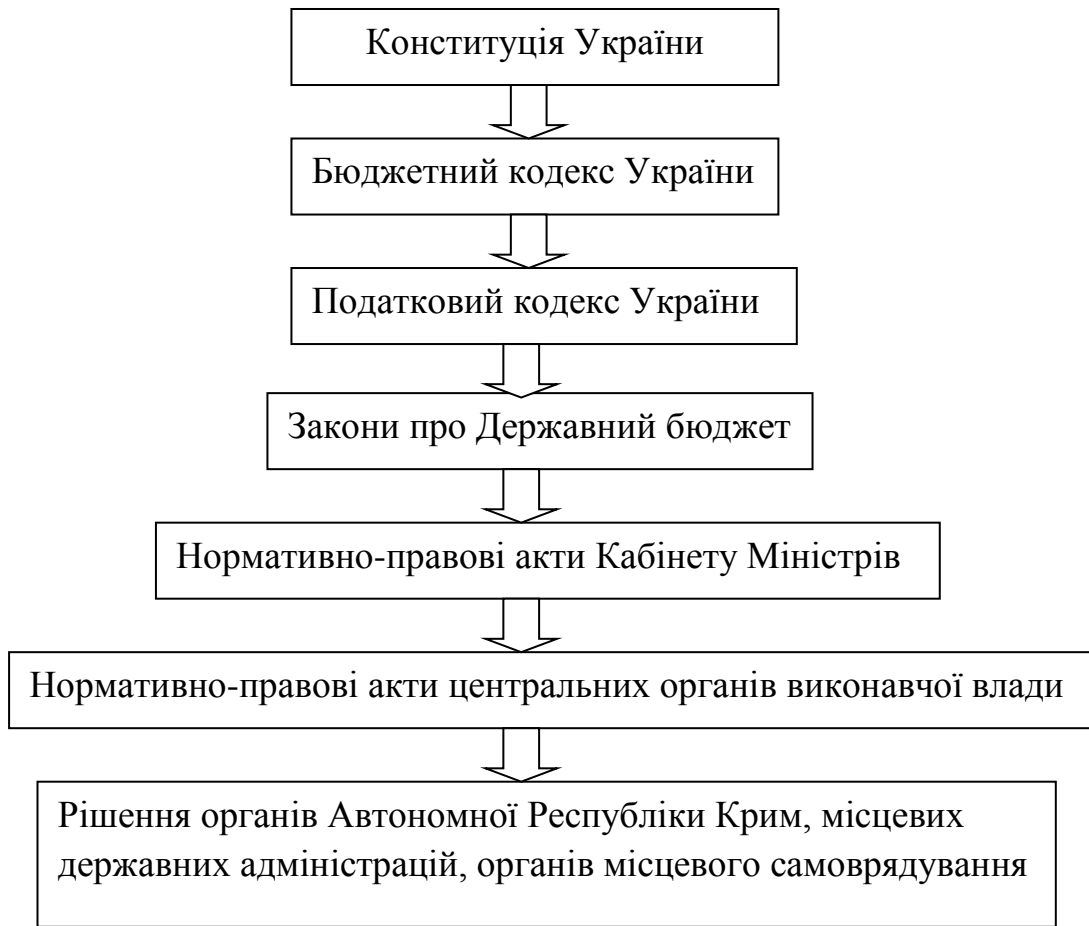 Конституція України
Бюджетний кодекс України
Податковий кодекс України
Закони про Державний бюджет
Нормативно-правові акти Кабінету Міністрів
Нормативно-правові акти центральних органів виконавчої влади
Рішення органів Автономної Республіки Крим, місцевих
державних адміністрацій, органів місцевого самоврядування